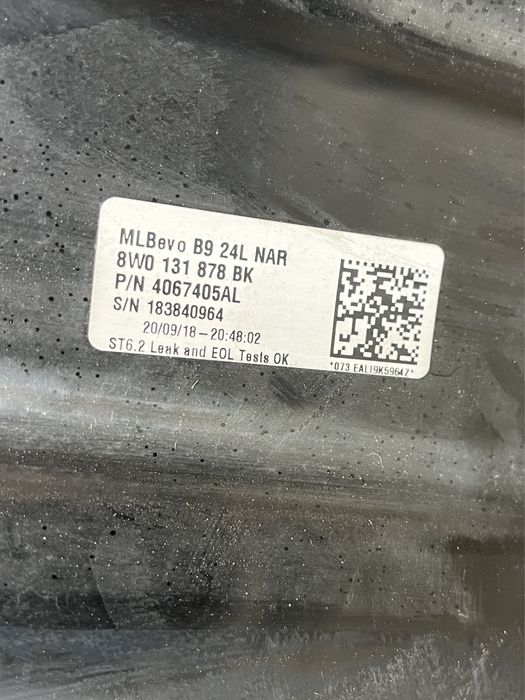 MLBevo B9 24L NAR
8W0 131 878 BK
P/N 4067405AL
S/N 183840964
20/09/18-20:48:02
ST6.2 Leak and EOL Tests OK
*073 EALI9K59647*